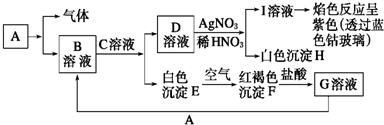 气体
A
B
溶液
C溶液
D
溶液
AgNO₃
稀HNO₃
I溶液
焰色反应呈
紫色(透过蓝
色钴玻璃)
白色沉淀H
白色
沉淀E
空气
红褐色
沉淀F
盐酸
G溶液
A